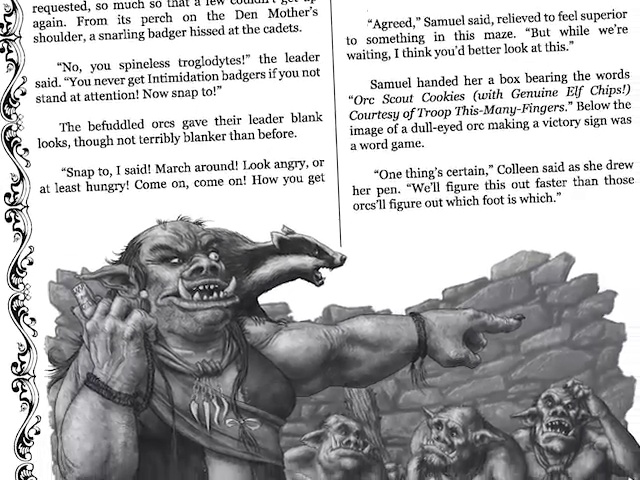 requested, so much so that a few couldn't get up
again. From its perch on the Den Mother's
shoulder, a snarling badger hissed at the cadets.
"No, you spineless troglodytes!" the leader
said. "You never get Intimidation badgers if you not
stand at attention! Now snap to!"
The befuddled orcs gave their leader blank
looks, though not terribly blanker than before.
"Snap to, I said! March around! Look angry, or
at least hungry! Come on, come on! How you get
"Agreed," Samuel said, relieved to feel superior
to something in this maze. "But while we're
waiting, I think you'd better look at this."
Samuel handed her a box bearing the words
"Orc Scout Cookies (with Genuine Elf Chips!)
Courtesy of Troop This-Many-Fingers." Below the
image of a dull-eyed orc making a victory sign was
a word game.
"One thing's certain," Colleen said as she drew
her pen. "We'll figure this out faster than those
orcs'll figure out which foot is which."